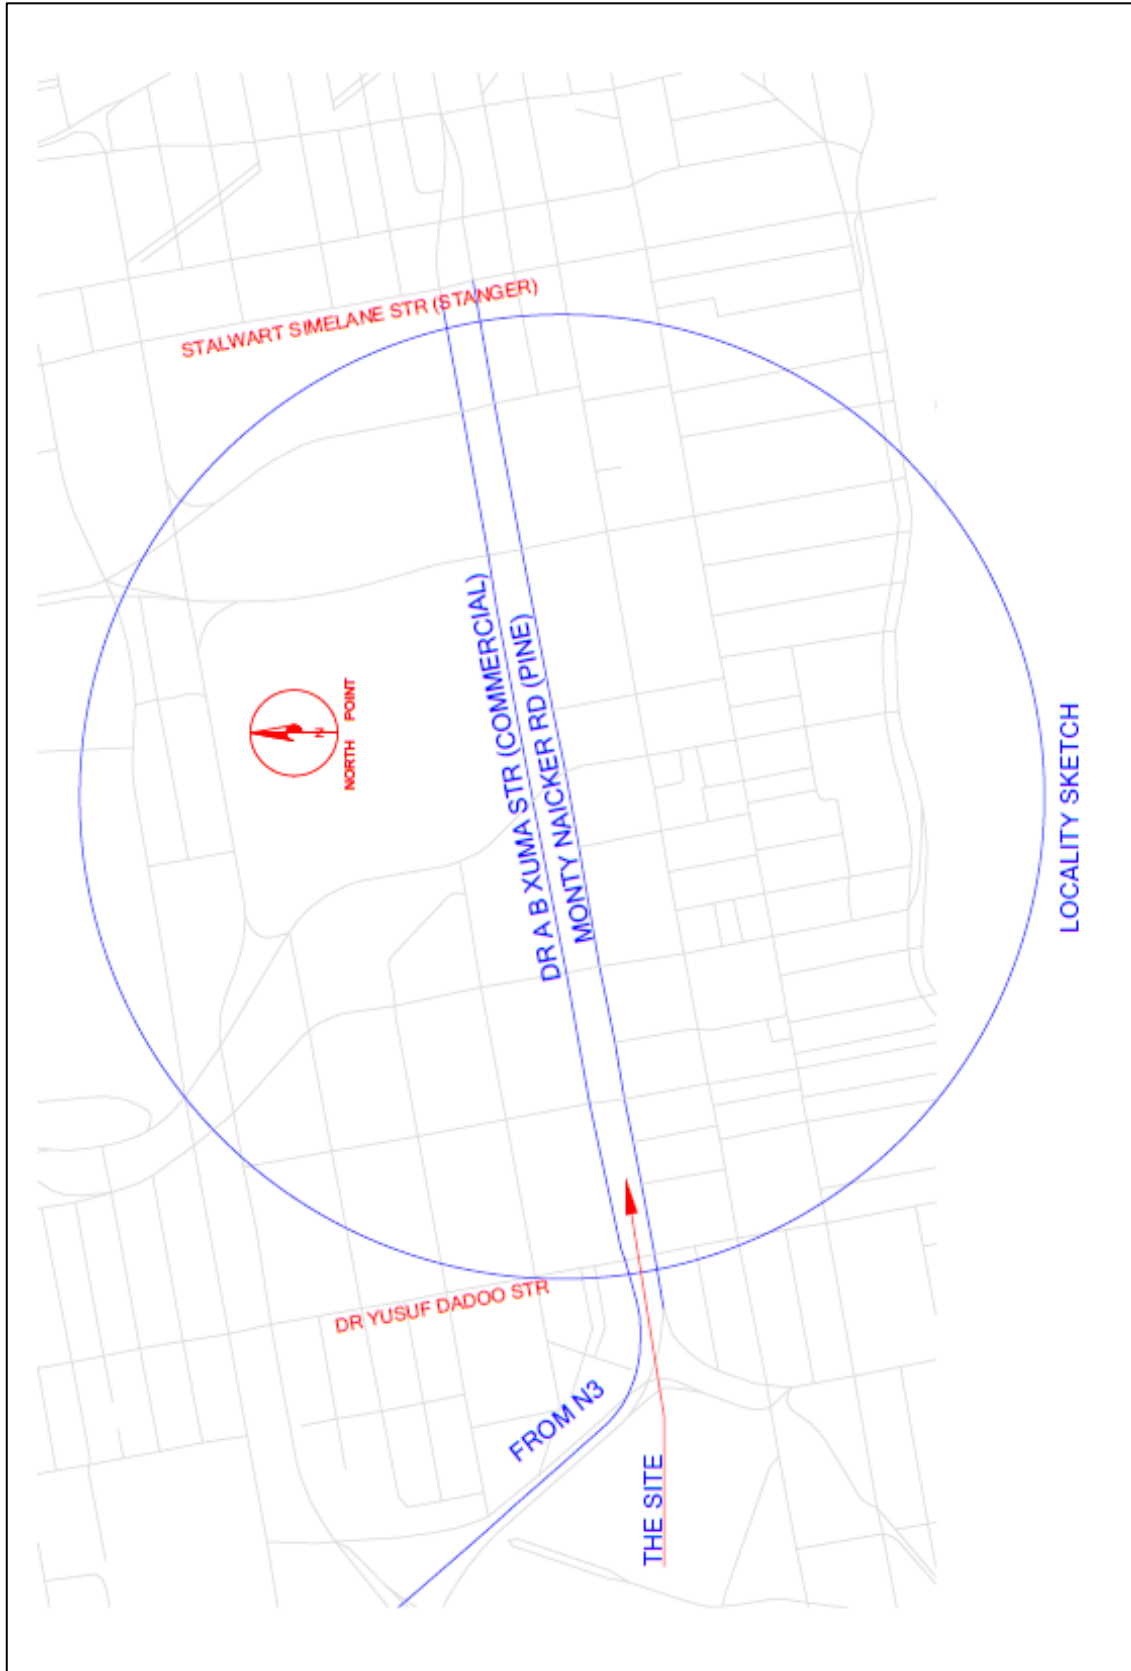 STALWART SIMELANE STR (STANGER)
DR A B XUMA STR (COMMERCIAL)
MONTY NAICKER RD (PINE)
N
NORTH POINT
DR YUSUF DADOO STR
FROM N3
THE SITE
LOCALITY SKETCH